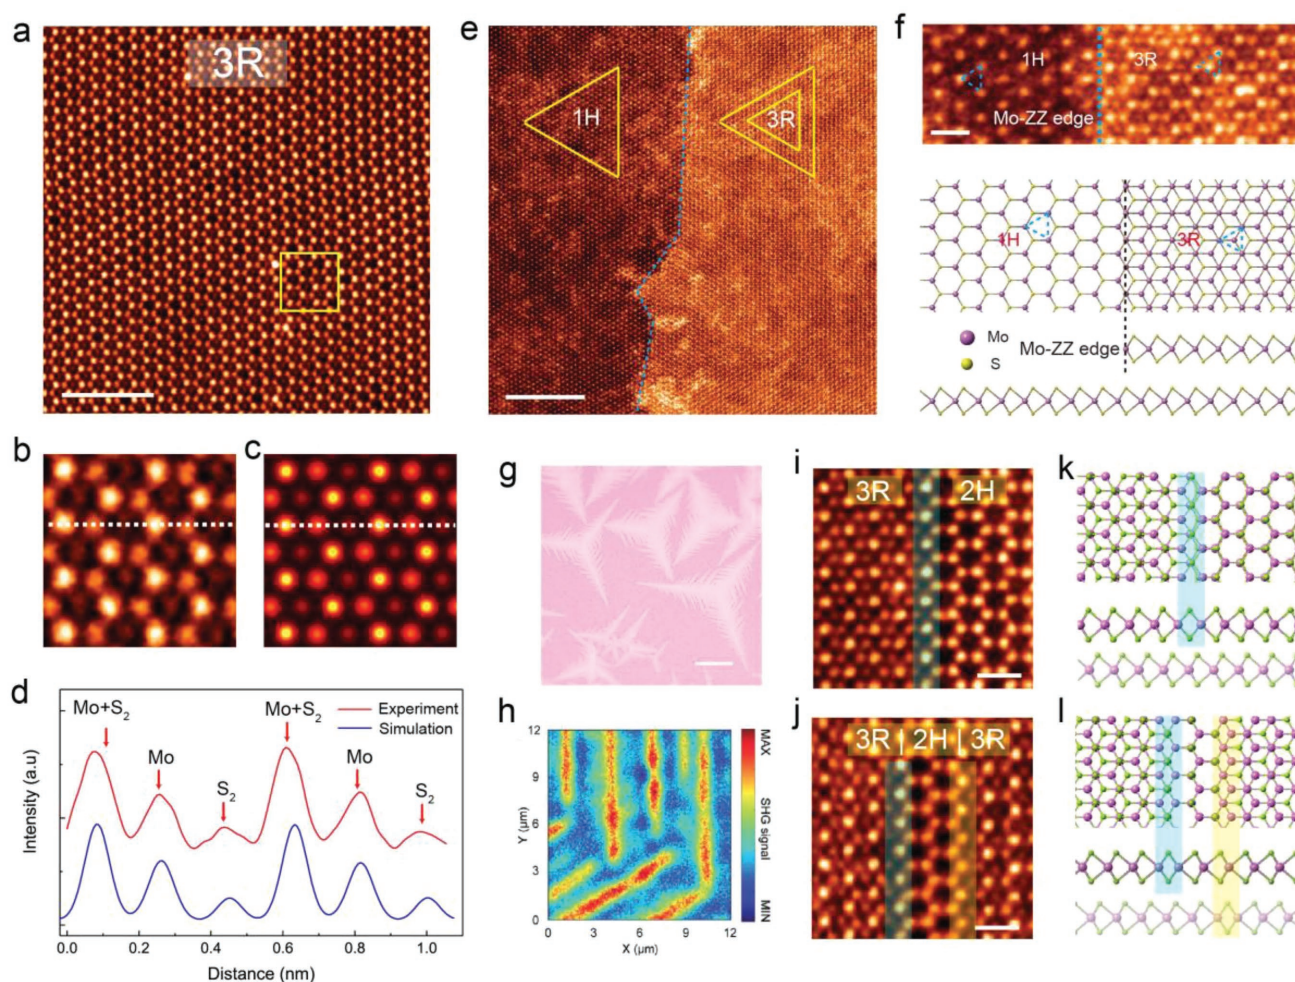 a
3R
e
1H
3R
f
1H
3R
Mo-ZZ edge
1H
3R
Mo
S
Mo-ZZ edge
b
c
d
Intensity (a.u)
Mo+S2
Mo
S2
Mo+S2
Mo
S2
Experiment
Simulation
0.0 0.2 0.4 0.6 0.8 1.0
Distance (nm)
g
h
Y (µm)
12
9
6
3
0
0 3 6 9 12
X (µm)
MAX
SHG signal
MIN
i
3R 2H
j
3R | 2H | 3R
k
l